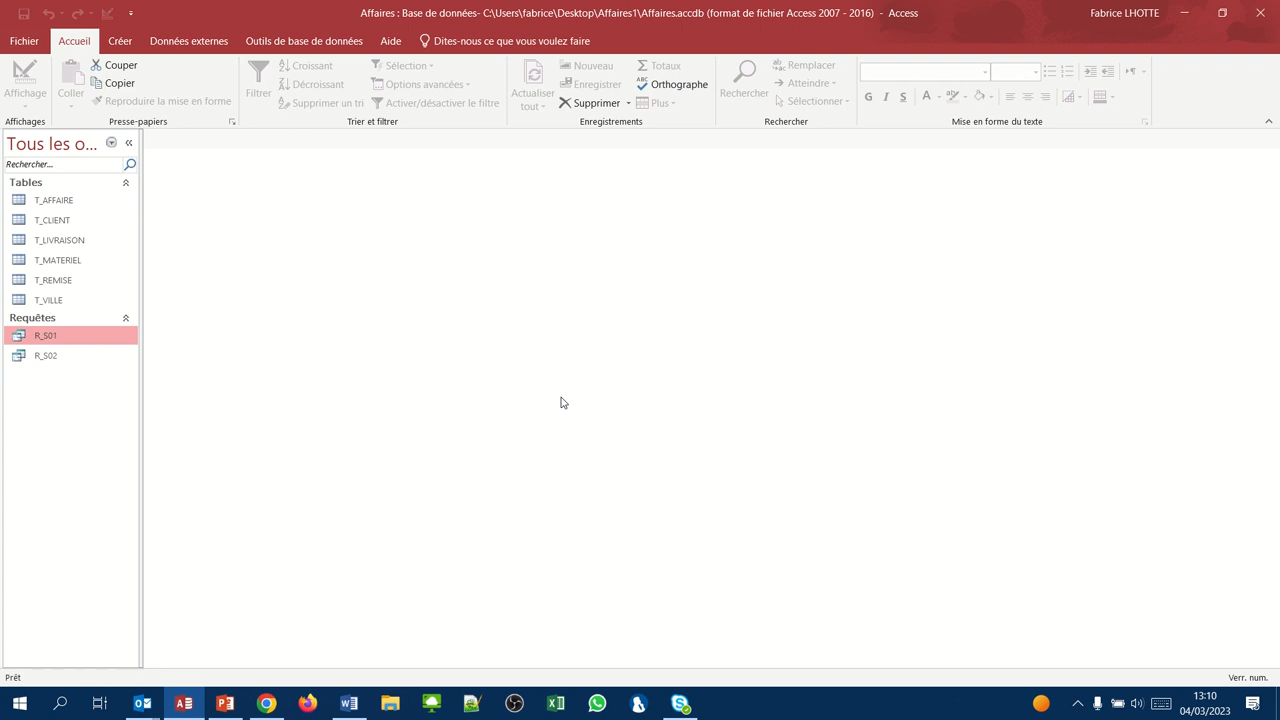 Affaires : Base de données- C:\Users\fabrice\Desktop\Affaires1\Affaires.accdb (format de fichier Access 2007 - 2016) - Access
Fabrice LHOTTE
Fichier Accueil Créer Données externes Outils de base de données Aide Dites-nous ce que vous voulez faire
Affichage
Affichages
Coller
Couper
Copier
Reproduire la mise en forme
Presse-papiers
Filtrer
Croissant
Décroissant
Supprimer un tri
Sélection
Options avancées
Activer/désactiver le filtre
Trier et filtrer
Actualiser
tout
Nouveau
Enregistrer
Supprimer
Totaux
Orthographe
Plus
Enregistrements
Rechercher
Remplacer
Atteindre
Sélectionner
Rechercher
G I S A
Mise en forme du texte
Tous les o...
Rechercher...
Tables
T_AFFAIRE
T_CLIENT
T_LIVRAISON
T_MATERIEL
T_REMISE
T_VILLE
Requêtes
R_S01
R_S02
Prêt
Verr. num.
13:10
04/03/2023